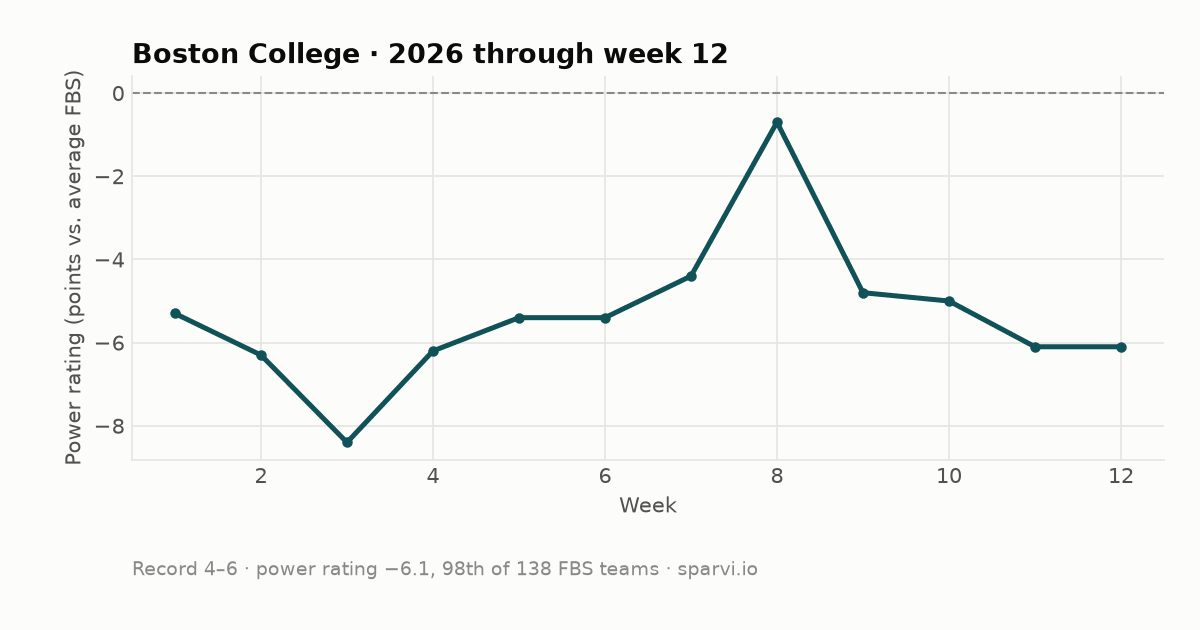 Boston College · 2026 through week 12
Power rating (points vs. average FBS)
0
−2
−4
−6
−8
2 4 6 8 10 12
Week
Record 4–6 · power rating −6.1, 98th of 138 FBS teams · sparvi.io